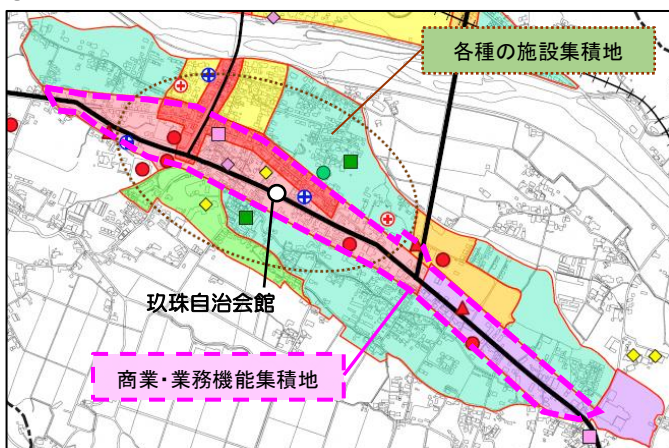 各種の施設集積地
玖珠自治会館
商業・業務機能集積地